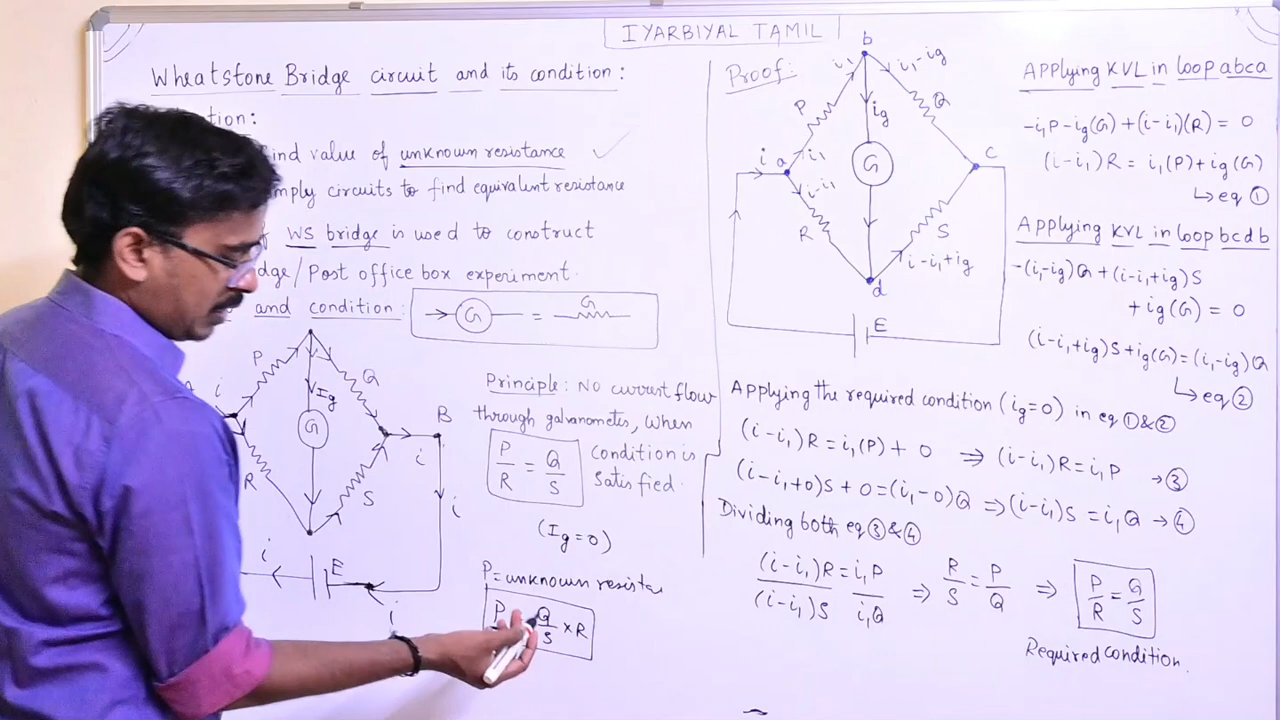 IYARBIYAL TAMIL
Wheatstone Bridge circuit and its condition:
tion:
ind value of unknown resistance
mply circuits to find equivalent resistance
WS bridge is used to construct
dge/Post office box experiment.
and condition:
G = G
P
Q
i
Ig
G
R
S
B
i
i
i
E
i
Principle: No current flow
through galvanometer, when
P/R = Q/S
condition is
satisfied.
(Ig=0)
P=unknown resistan
P Q/S ×R
Proof:
b
i1
i1-ig
P
Q
ig
i
a
i1
G
c
i-i1
R
S
i-i1+ig
d
E
Applying KVL in loop abca
-i1P-ig(G)+(i-i1)(R) = 0
(i-i1)R = i1(P)+ig(G)
↳eq ①
Applying KVL in loop bcdb
-(i1-ig)Q+(i-i1+ig)S
+ig(G) = 0
(i-i1+ig)S+ig(G)=(i1-ig)Q
↳eq ②
Applying the required condition (ig=0) in eq ①&②
(i-i1)R=i1(P)+ 0 ⇒ (i-i1)R=i1P →③
(i-i1+0)S+0=(i1-0)Q ⇒(i-i1)S =i1Q →④
Dividing both eq ③&④
(i-i1)R/(i-i1)S = i1P/i1Q ⇒ R/S = P/Q ⇒ P/R = Q/S
Required condition.